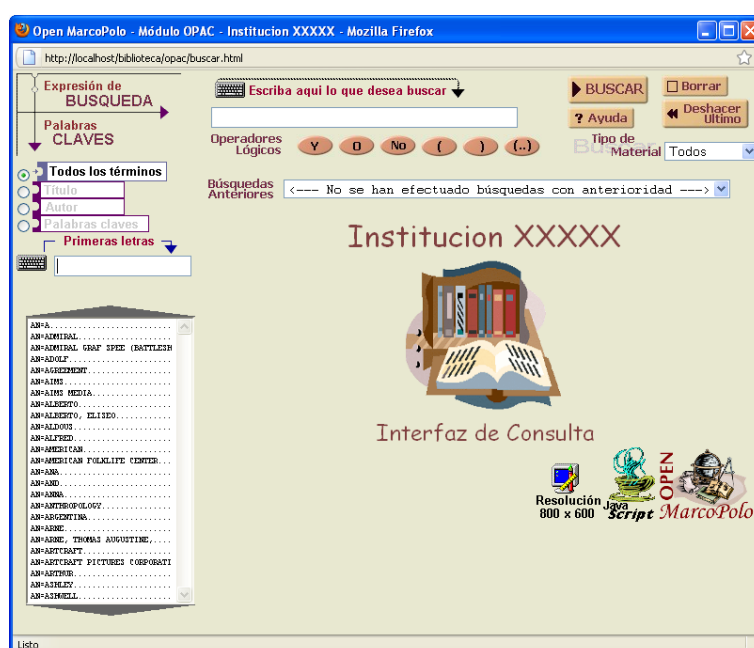 Open MarcoPolo - Módulo OPAC - Institucion XXXXX - Mozilla Firefox
http://localhost/biblioteca/opac/buscar.html
Expresión de
BUSQUEDA
Palabras
CLAVES
Todos los términos
Título
Autor
Palabras claves
Primeras letras
Escriba aqui lo que desea buscar
Operadores
Lógicos
Y
O
No
(
)
(..)
Búsquedas
Anteriores
<--- No se han efectuado búsquedas con anterioridad --->
BUSCAR
Borrar
? Ayuda
Deshacer
Ultimo
Buscar
Tipo de
Material
Todos
Institucion XXXXX
Interfaz de Consulta
AN=A......................
AN=ADMIRAL.................
AN=ADMIRAL GRAF SPEE (BATTLESH
AN=ADOLF...................
AN=AGREEMENT...............
AN=AIMS....................
AN=AIMS MEDIA..............
AN=ALBERTO.................
AN=ALBERTO, ELISEO.........
AN=ALDOUS..................
AN=ALFRED..................
AN=AMERICAN................
AN=AMERICAN FOLKLIFE CENTER...
AN=ANA.....................
AN=AND.....................
AN=ANNA....................
AN=ANTHROPOLOGY............
AN=ARGENTINA...............
AN=ARNE....................
AN=ARNE, THOMAS AUGUSTINE,....
AN=ARTCRAFT................
AN=ARTCRAFT PICTURES CORPORATI
AN=ARTHUR..................
AN=ASHLEY..................
AN=ASHWELL.................
Resolución
800 x 600
Java
Script
OPEN
MarcoPolo
Listo